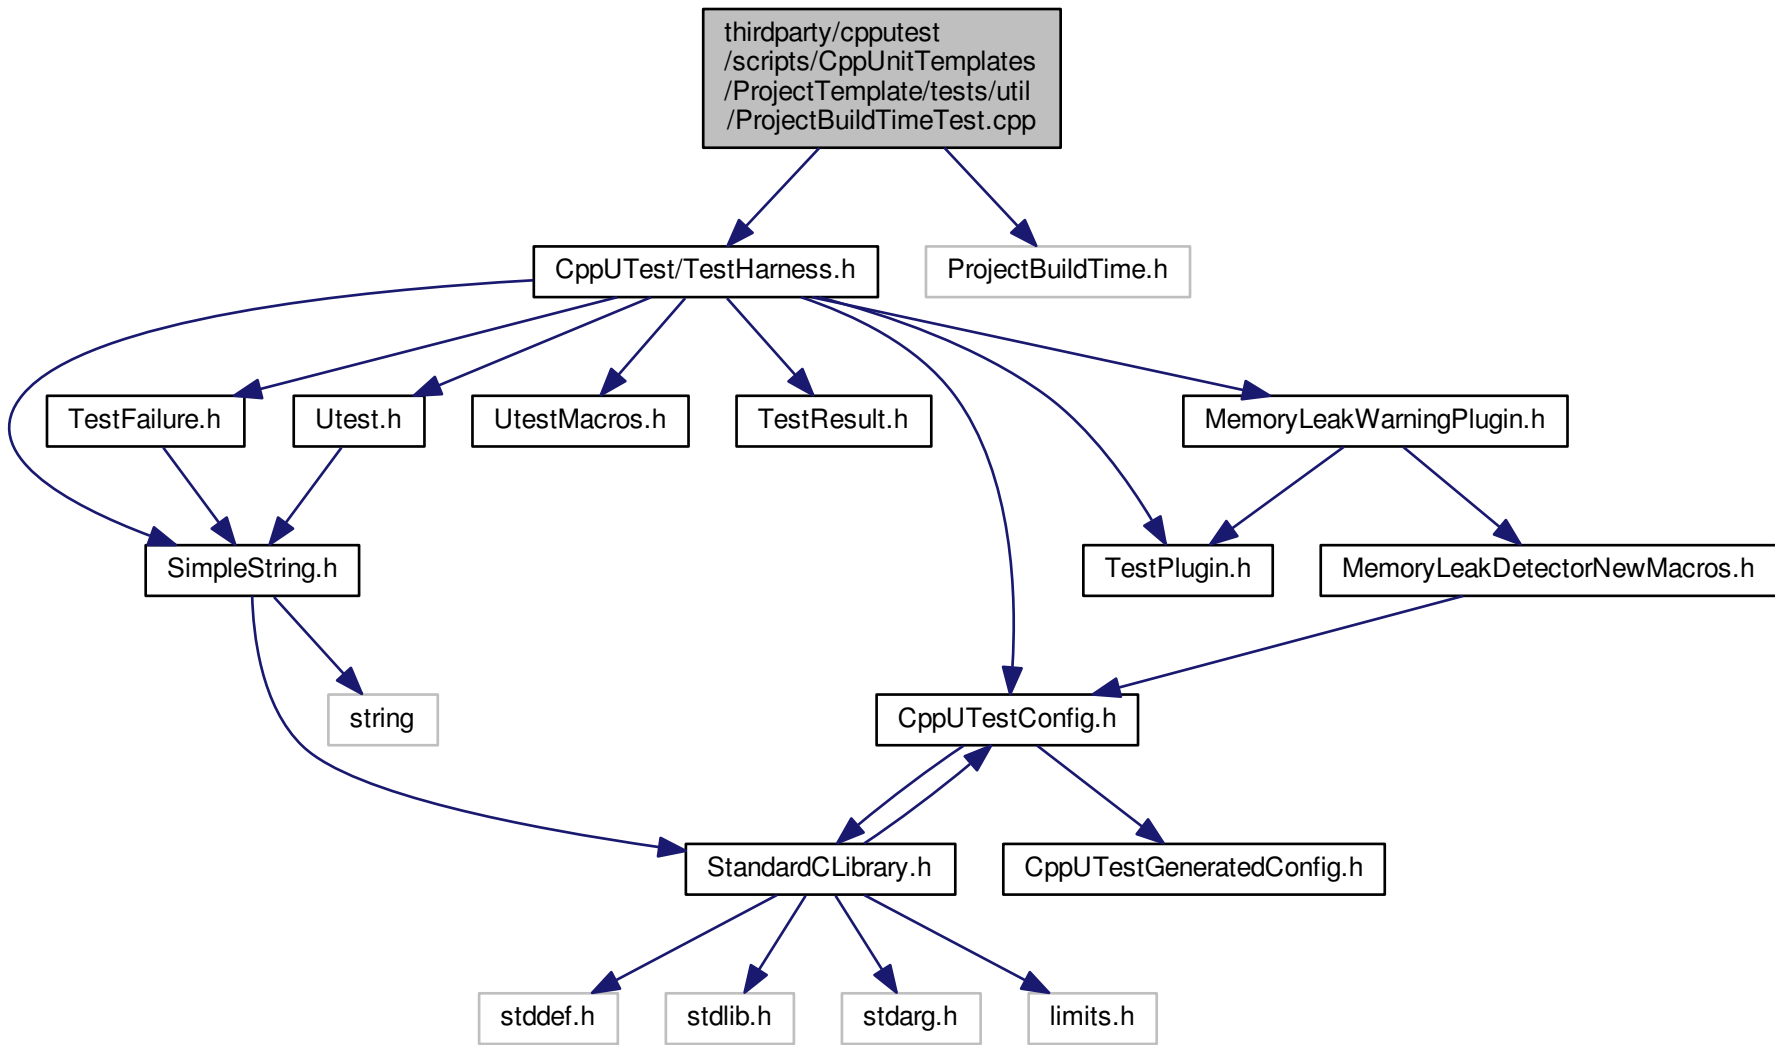 thirdparty/cpputest
/scripts/CppUnitTemplates
/ProjectTemplate/tests/util
/ProjectBuildTimeTest.cpp
CppUTest/TestHarness.h
ProjectBuildTime.h
TestFailure.h
Utest.h
UtestMacros.h
TestResult.h
MemoryLeakWarningPlugin.h
SimpleString.h
TestPlugin.h
MemoryLeakDetectorNewMacros.h
string
CppUTestConfig.h
StandardCLibrary.h
CppUTestGeneratedConfig.h
stddef.h
stdlib.h
stdarg.h
limits.h